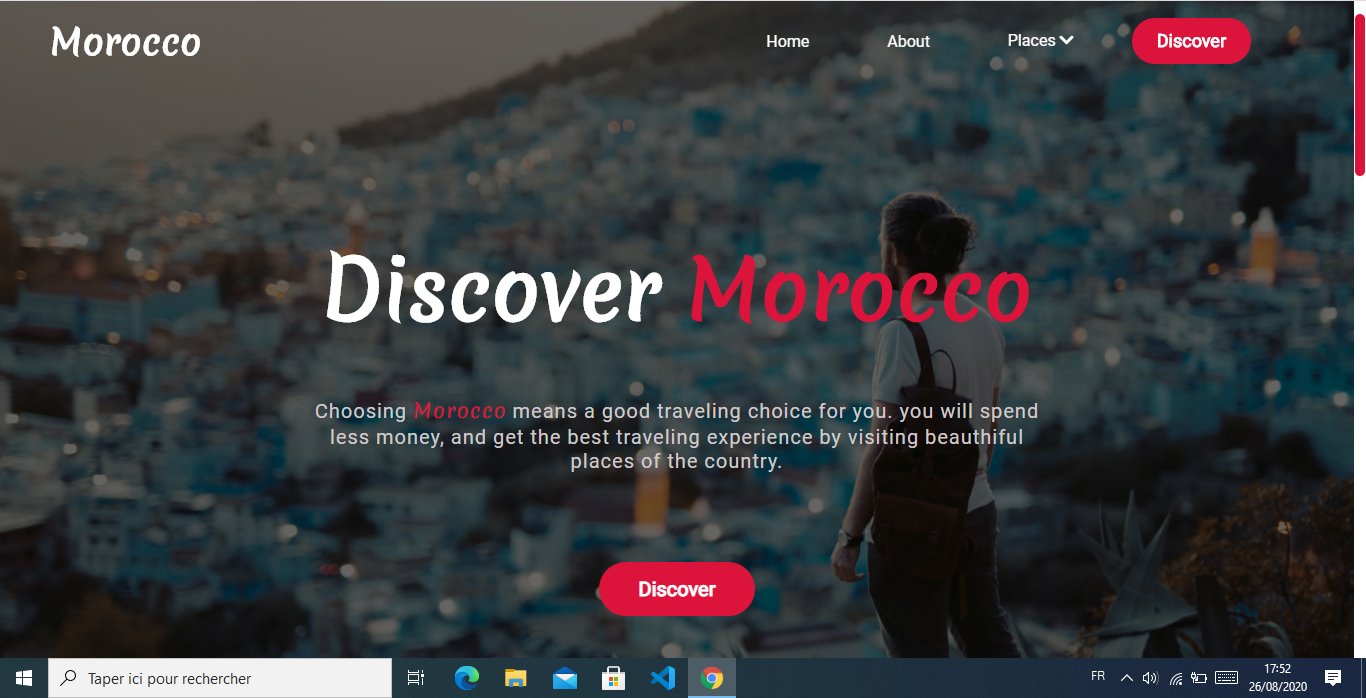 Morocco
Home
About
Places
Discover
Discover Morocco
Choosing Morocco means a good traveling choice for you. you will spend
less money, and get the best traveling experience by visiting beauthiful
places of the country.
Discover
Taper ici pour rechercher
FR
17:52
26/08/2020